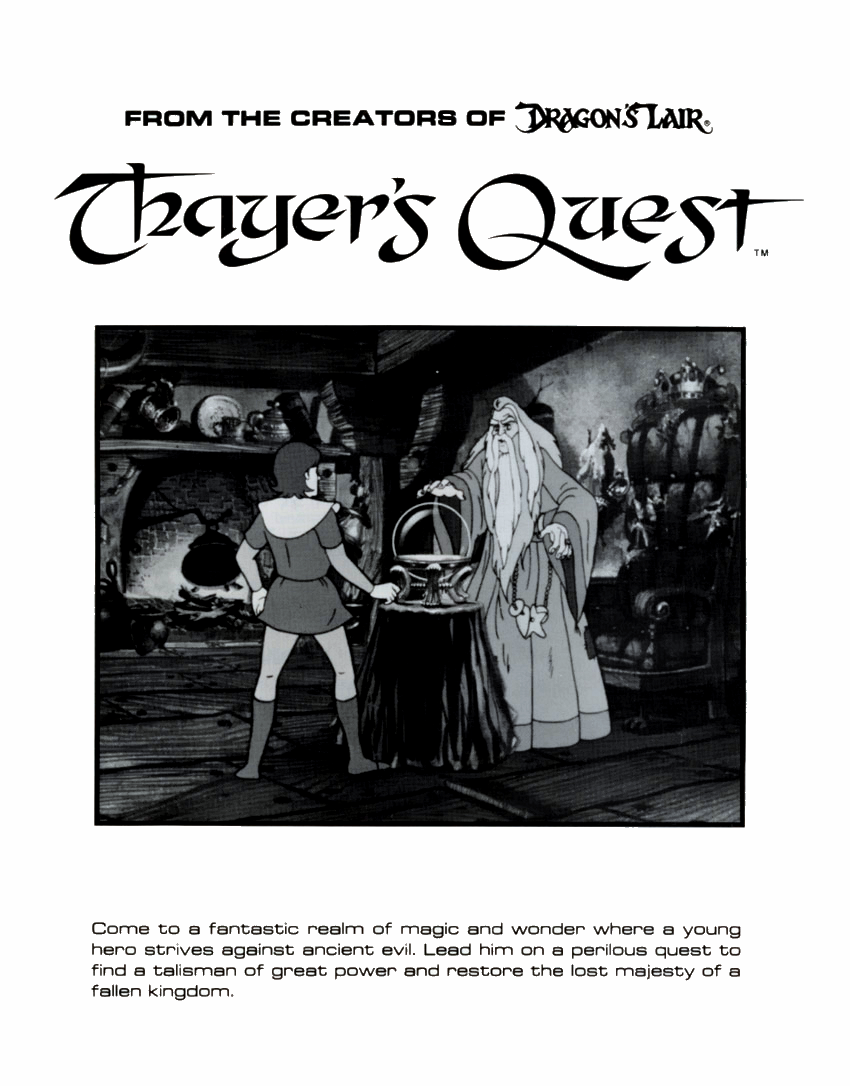 FROM THE CREATORS OF DRAGON'S LAIR®
Thayer's Quest™
Come to a fantastic realm of magic and wonder where a young
hero strives against ancient evil. Lead him on a perilous quest to
find a talisman of great power and restore the lost majesty of a
fallen kingdom.